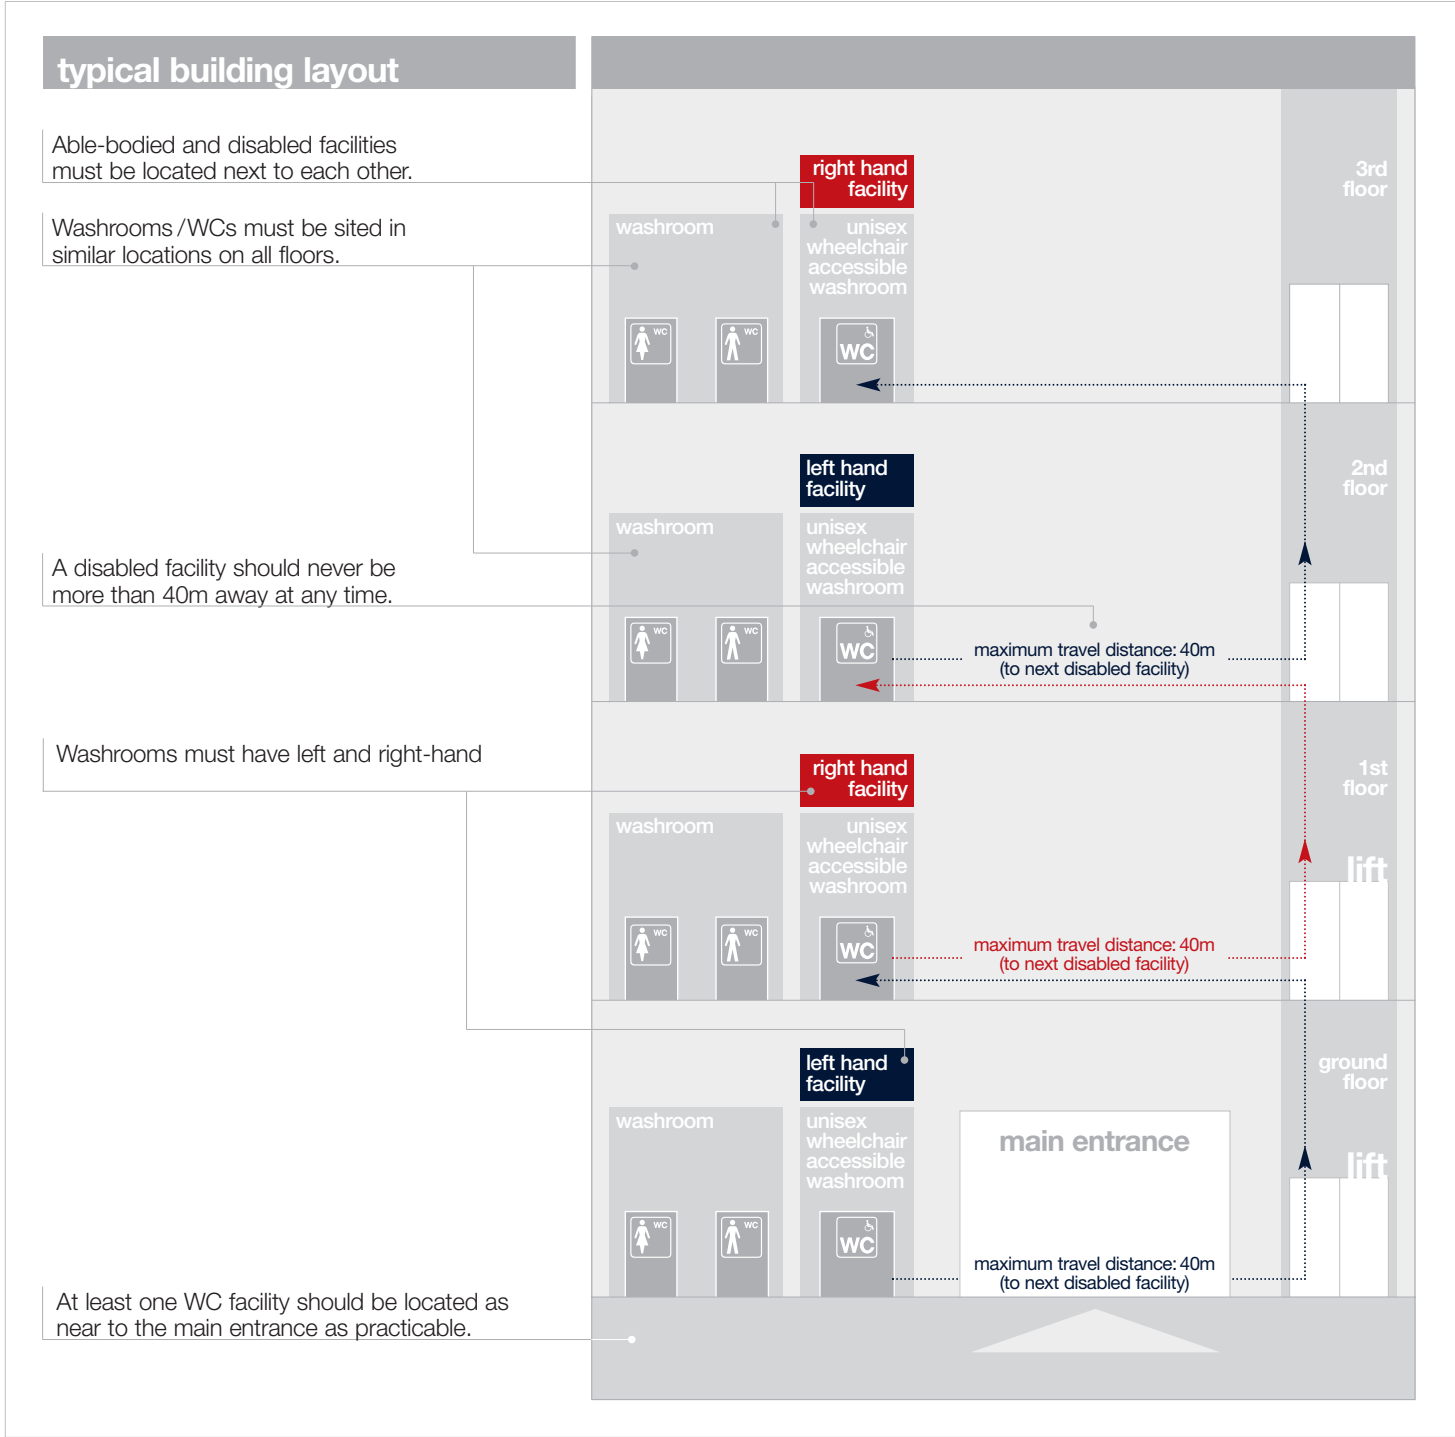 typical building layout
Able-bodied and disabled facilities
must be located next to each other.
Washrooms/WCs must be sited in
similar locations on all floors.
A disabled facility should never be
more than 40m away at any time.
Washrooms must have left and right-hand
At least one WC facility should be located as
near to the main entrance as practicable.
right hand
facility
3rd
floor
washroom
unisex
wheelchair
accessible
washroom
WC
WC
WC
left hand
facility
2nd
floor
washroom
unisex
wheelchair
accessible
washroom
WC
WC
WC
maximum travel distance: 40m
(to next disabled facility)
right hand
facility
1st
floor
washroom
unisex
wheelchair
accessible
washroom
lift
WC
WC
WC
maximum travel distance: 40m
(to next disabled facility)
left hand
facility
ground
floor
washroom
unisex
wheelchair
accessible
washroom
main entrance
lift
WC
WC
WC
maximum travel distance: 40m
(to next disabled facility)